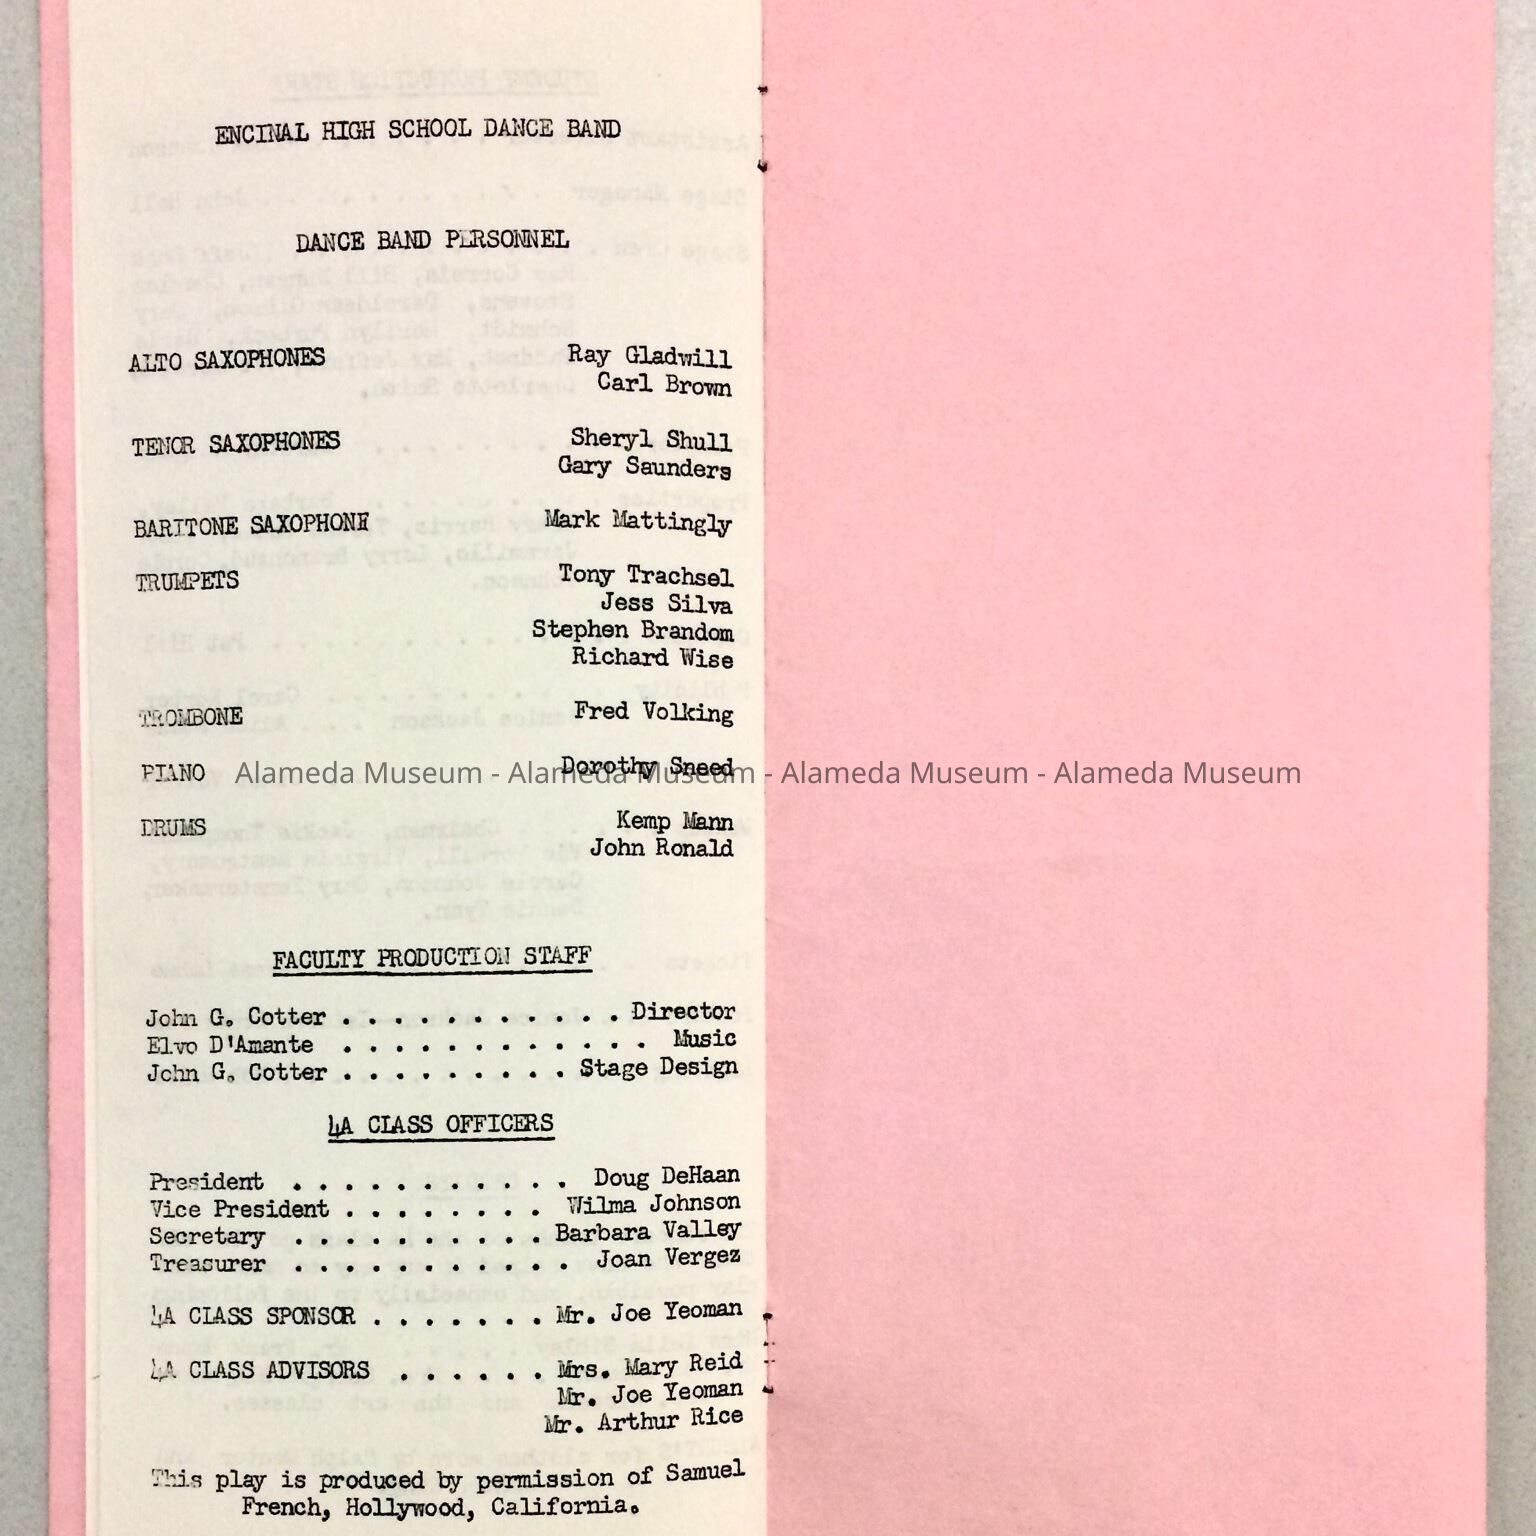 ENCINAL HIGH SCHOOL DANCE BAND
DANCE BAND PERSONNEL
ALTO SAXOPHONES Ray Gladwill
Carl Brown
TENOR SAXOPHONES Sheryl Shull
Gary Saunders
BARITONE SAXOPHONE Mark Mattingly
TRUMPETS Tony Trachsel
Jess Silva
Stephen Brandom
Richard Wise
TROMBONE Fred Volking
PIANO Dorothy Sneed
Alameda Museum - Alameda Museum - Alameda Museum - Alameda Museum
DRUMS Kemp Mann
John Ronald
FACULTY PRODUCTION STAFF
John G. Cotter . . . . . . . . . . . Director
Elvo D'Amante . . . . . . . . . . . . Music
John G. Cotter . . . . . . . . . Stage Design
4A CLASS OFFICERS
President . . . . . . . . . . . Doug DeHaan
Vice President . . . . . . . . Wilma Johnson
Secretary . . . . . . . . . . Barbara Valley
Treasurer . . . . . . . . . . . Joan Vergez
4A CLASS SPONSOR . . . . . . . Mr. Joe Yeoman
4A CLASS ADVISORS . . . . . . Mrs. Mary Reid
Mr. Joe Yeoman
Mr. Arthur Rice
This play is produced by permission of Samuel
French, Hollywood, California.